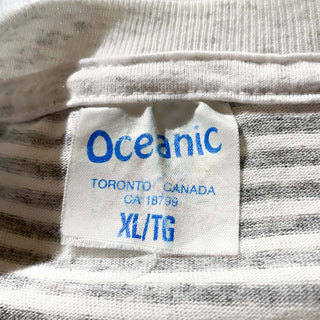 Oceanic
TORONTO CANADA
CA 18799
XL/TG